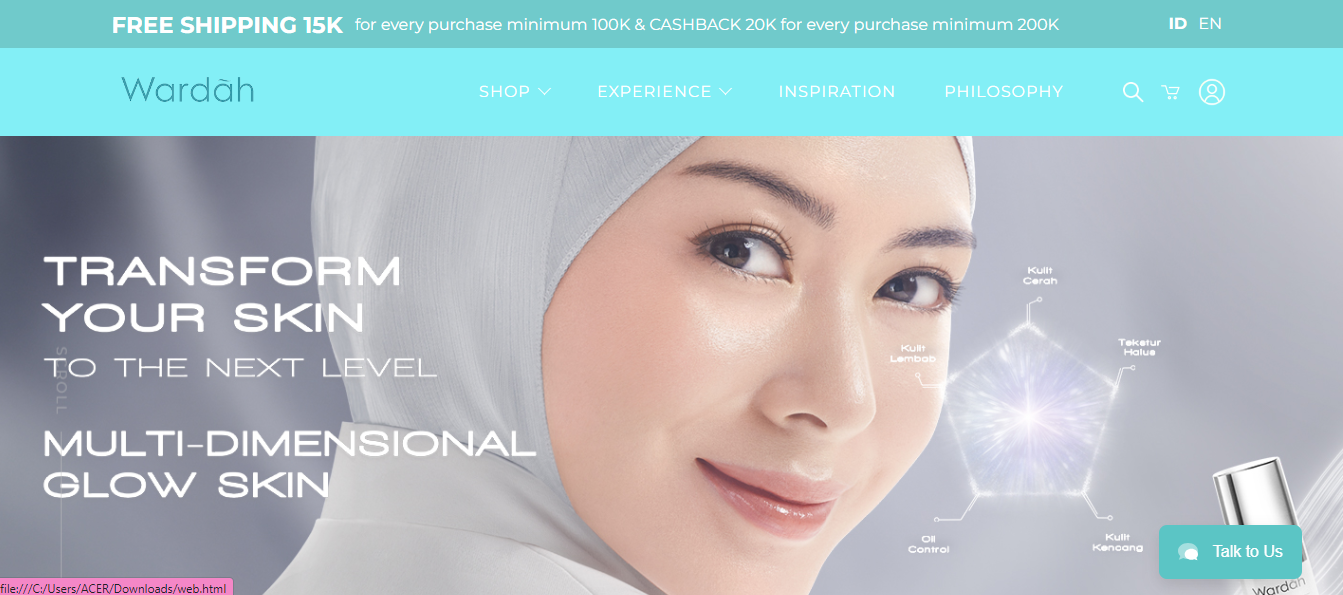 FREE SHIPPING 15K for every purchase minimum 100K & CASHBACK 20K for every purchase minimum 200K
ID EN
Wardah
SHOP EXPERIENCE INSPIRATION PHILOSOPHY
TRANSFORM
YOUR SKIN
TO THE NEXT LEVEL
MULTI-DIMENSIONAL
GLOW SKIN
SCROLL
Kulit
Cerah
Kulit
Lembab
Tekstur
Halus
Oil
Control
Kulit
Kencang
Talk to Us
Wardah
file:///C:/Users/ACER/Downloads/web.html